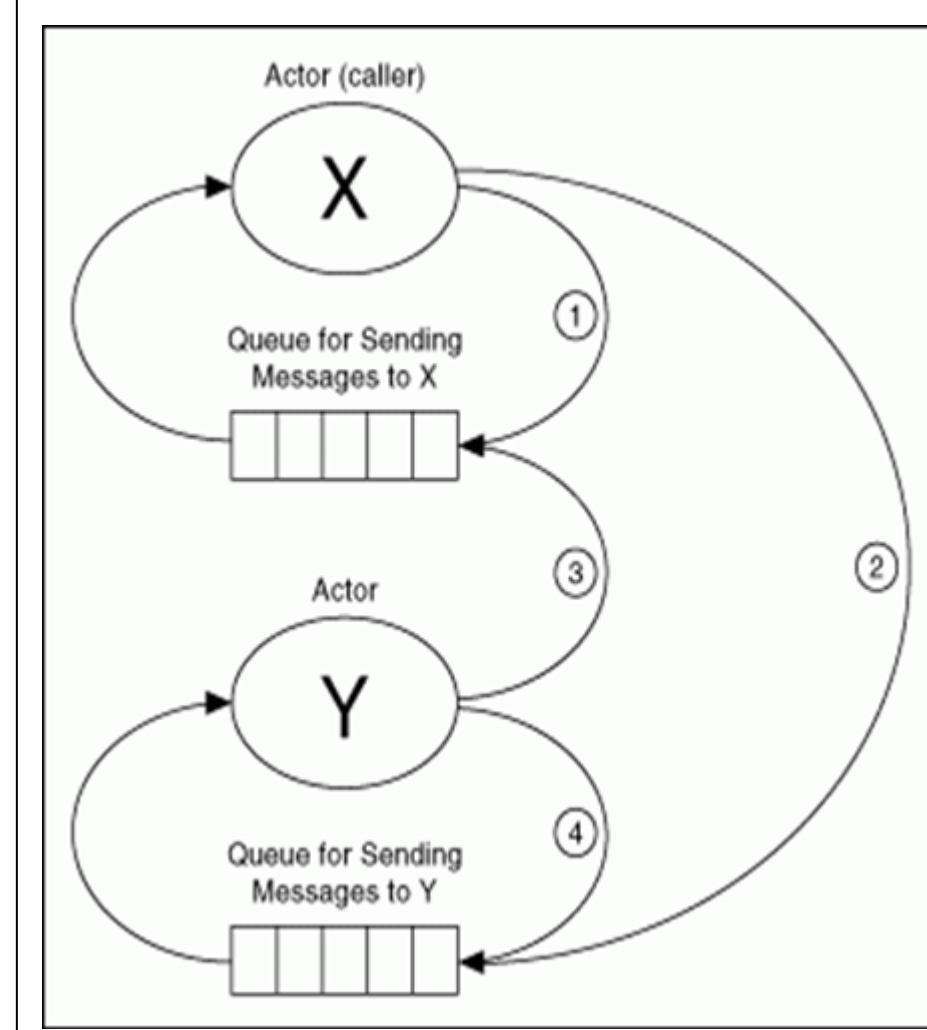 Actor (caller)
X
1
Queue for Sending
Messages to X
3
2
Actor
Y
4
Queue for Sending
Messages to Y